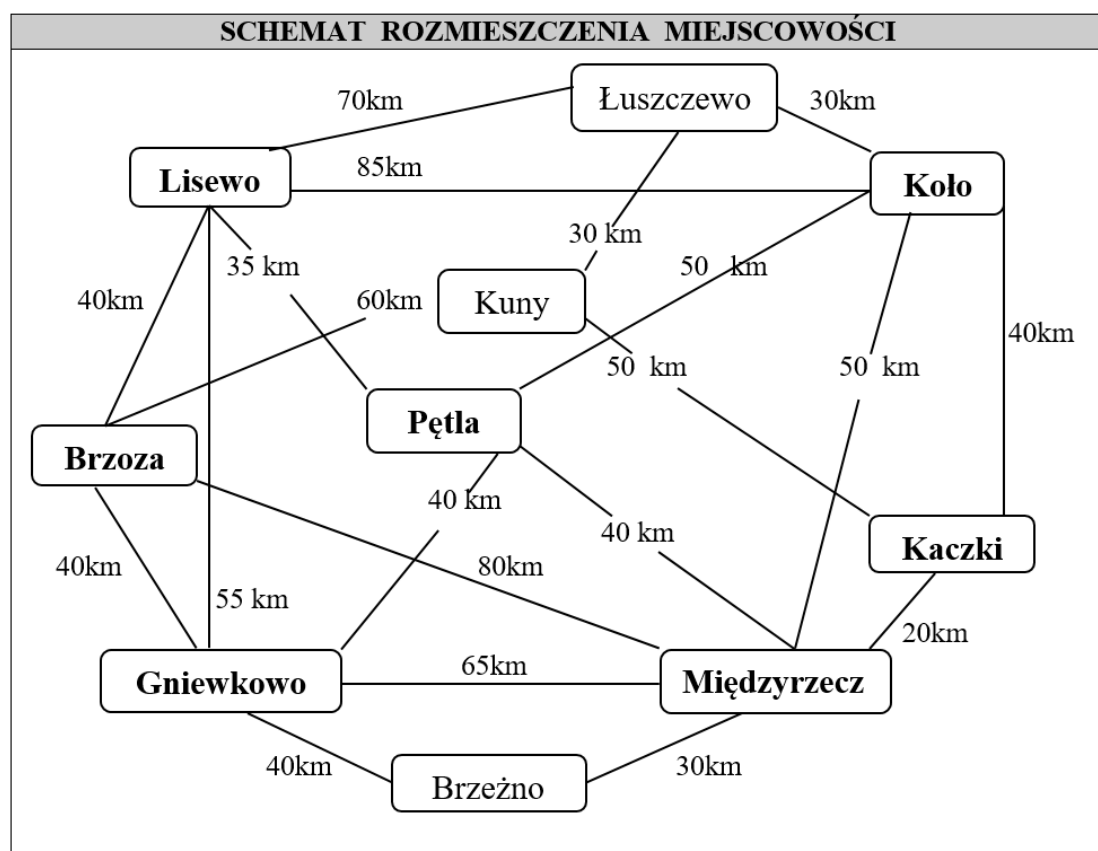 SCHEMAT ROZMIESZCZENIA MIEJSCOWOŚCI
Łuszczewo
70km
30km
Lisewo
85km
Koło
30 km
35 km
50 km
40km
60km
Kuny
40km
50 km
50 km
Pętla
Brzoza
40 km
40 km
Kaczki
40km
80km
55 km
20km
Gniewkowo
65km
Międzyrzecz
40km
30km
Brzeżno